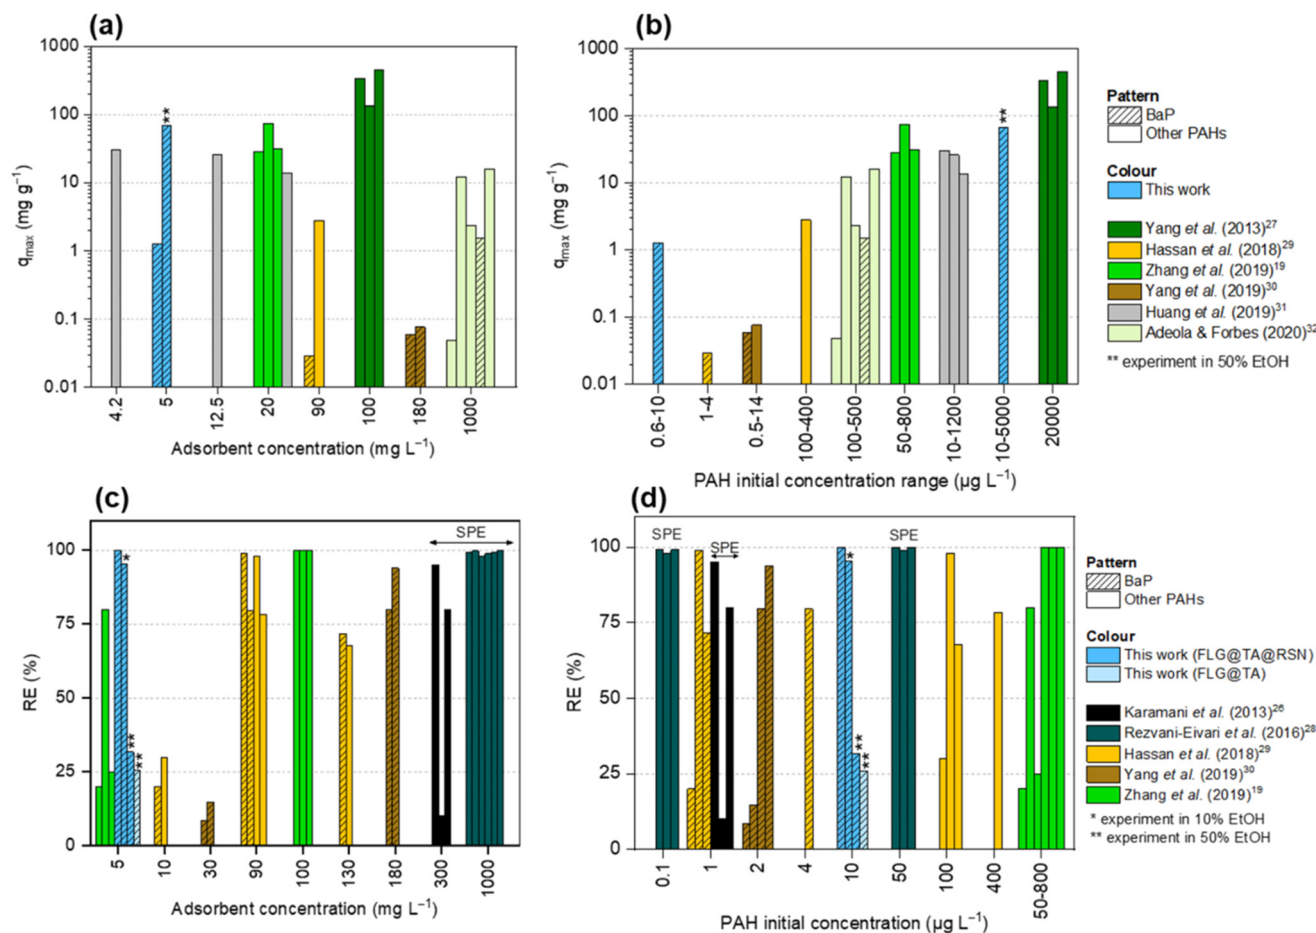 (a)
1000
100
10
1
0.1
0.01
qmax (mg g⁻¹)
**
4.2
5
12.5
20
90
100
180
1000
Adsorbent concentration (mg L⁻¹)
(b)
1000
100
10
1
0.1
0.01
qmax (mg g⁻¹)
**
0.6-10
1-4
0.5-14
100-400
100-500
50-800
10-1200
10-5000
20000
PAH initial concentration range (µg L⁻¹)
Pattern
BaP
Other PAHs
Colour
This work
Yang et al. (2013)²⁷
Hassan et al. (2018)²⁹
Zhang et al. (2019)¹⁹
Yang et al. (2019)³⁰
Huang et al. (2019)³¹
Adeola & Forbes (2020)³²
** experiment in 50% EtOH
(c)
100
75
50
25
0
RE (%)
*
**
**
SPE
5
10
30
90
100
130
180
300
1000
Adsorbent concentration (mg L⁻¹)
(d)
100
75
50
25
0
RE (%)
SPE
SPE
*
**
**
SPE
0.1
1
2
4
10
50
100
400
50-800
PAH initial concentration (µg L⁻¹)
Pattern
BaP
Other PAHs
Colour
This work (FLG@TA@RSN)
This work (FLG@TA)
Karamani et al. (2013)²⁶
Rezvani-Eivari et al. (2016)²⁸
Hassan et al. (2018)²⁹
Yang et al. (2019)³⁰
Zhang et al. (2019)¹⁹
* experiment in 10% EtOH
** experiment in 50% EtOH